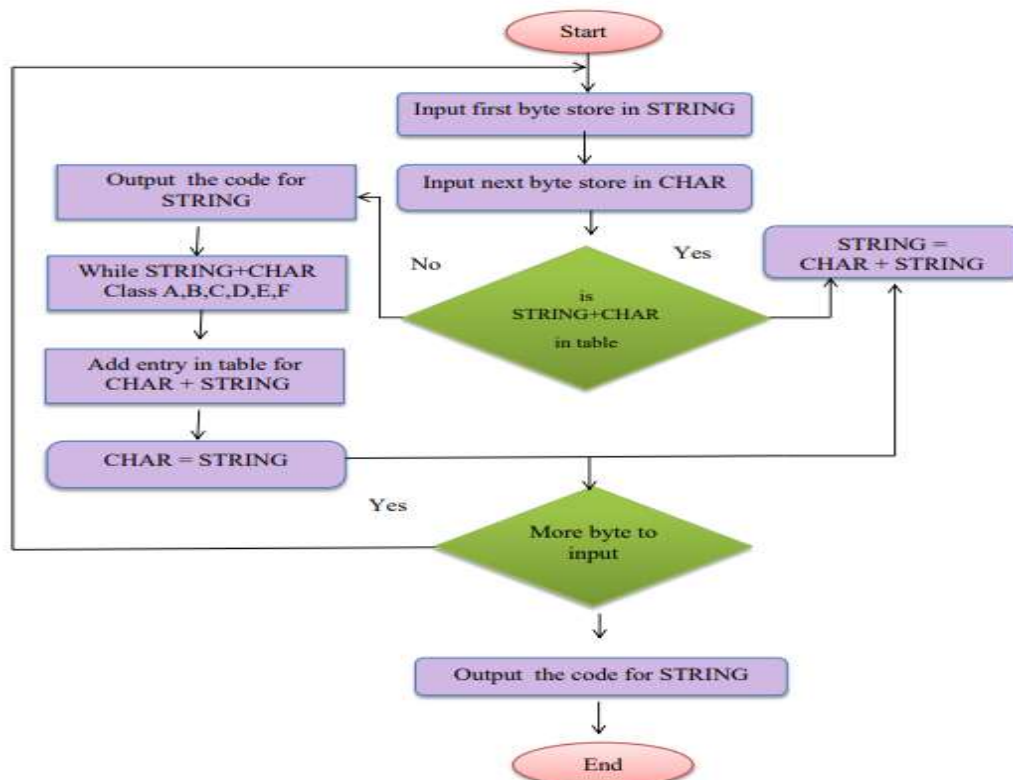 Start
Input first byte store in STRING
Input next byte store in CHAR
Output the code for
STRING
No
Yes
STRING =
CHAR + STRING
While STRING+CHAR
Class A,B,C,D,E,F
is
STRING+CHAR
in table
Add entry in table for
CHAR + STRING
CHAR = STRING
Yes
More byte to
input
Output the code for STRING
End